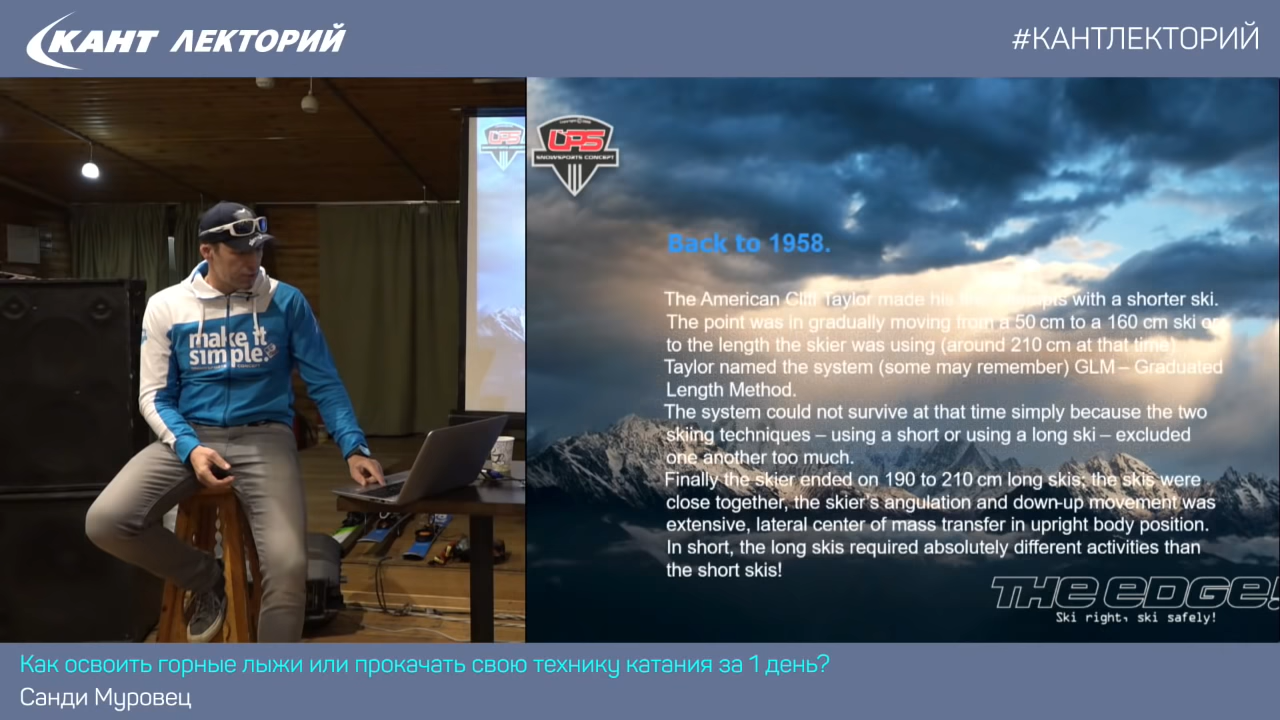 КАНТ ЛЕКТОРИЙ
#КАНТЛЕКТОРИЙ
UPS
SNOWSPORTS CONCEPT
UPS
SNOWSPORTS CONCEPT
make it
simple.
Back to 1958.
The American Cliff Taylor made his with a shorter ski.
The point was in gradually moving from a 50 cm to a 160 cm ski or
to the length the skier was using (around 210 cm at that time)
Taylor named the system (some may remember) GLM – Graduated
Length Method.
The system could not survive at that time simply because the two
skiing techniques – using a short or using a long ski – excluded
one another too much.
Finally the skier ended on 190 to 210 cm long skis; the skis were
close together, the skier's angulation and down-up movement was
extensive, lateral center of mass transfer in upright body position.
In short, the long skis required absolutely different activities than
the short skis!
THE EDGE!
Ski right, ski safely!
Как освоить горные лыжи или прокачать свою технику катания за 1 день?
Санди Муровец